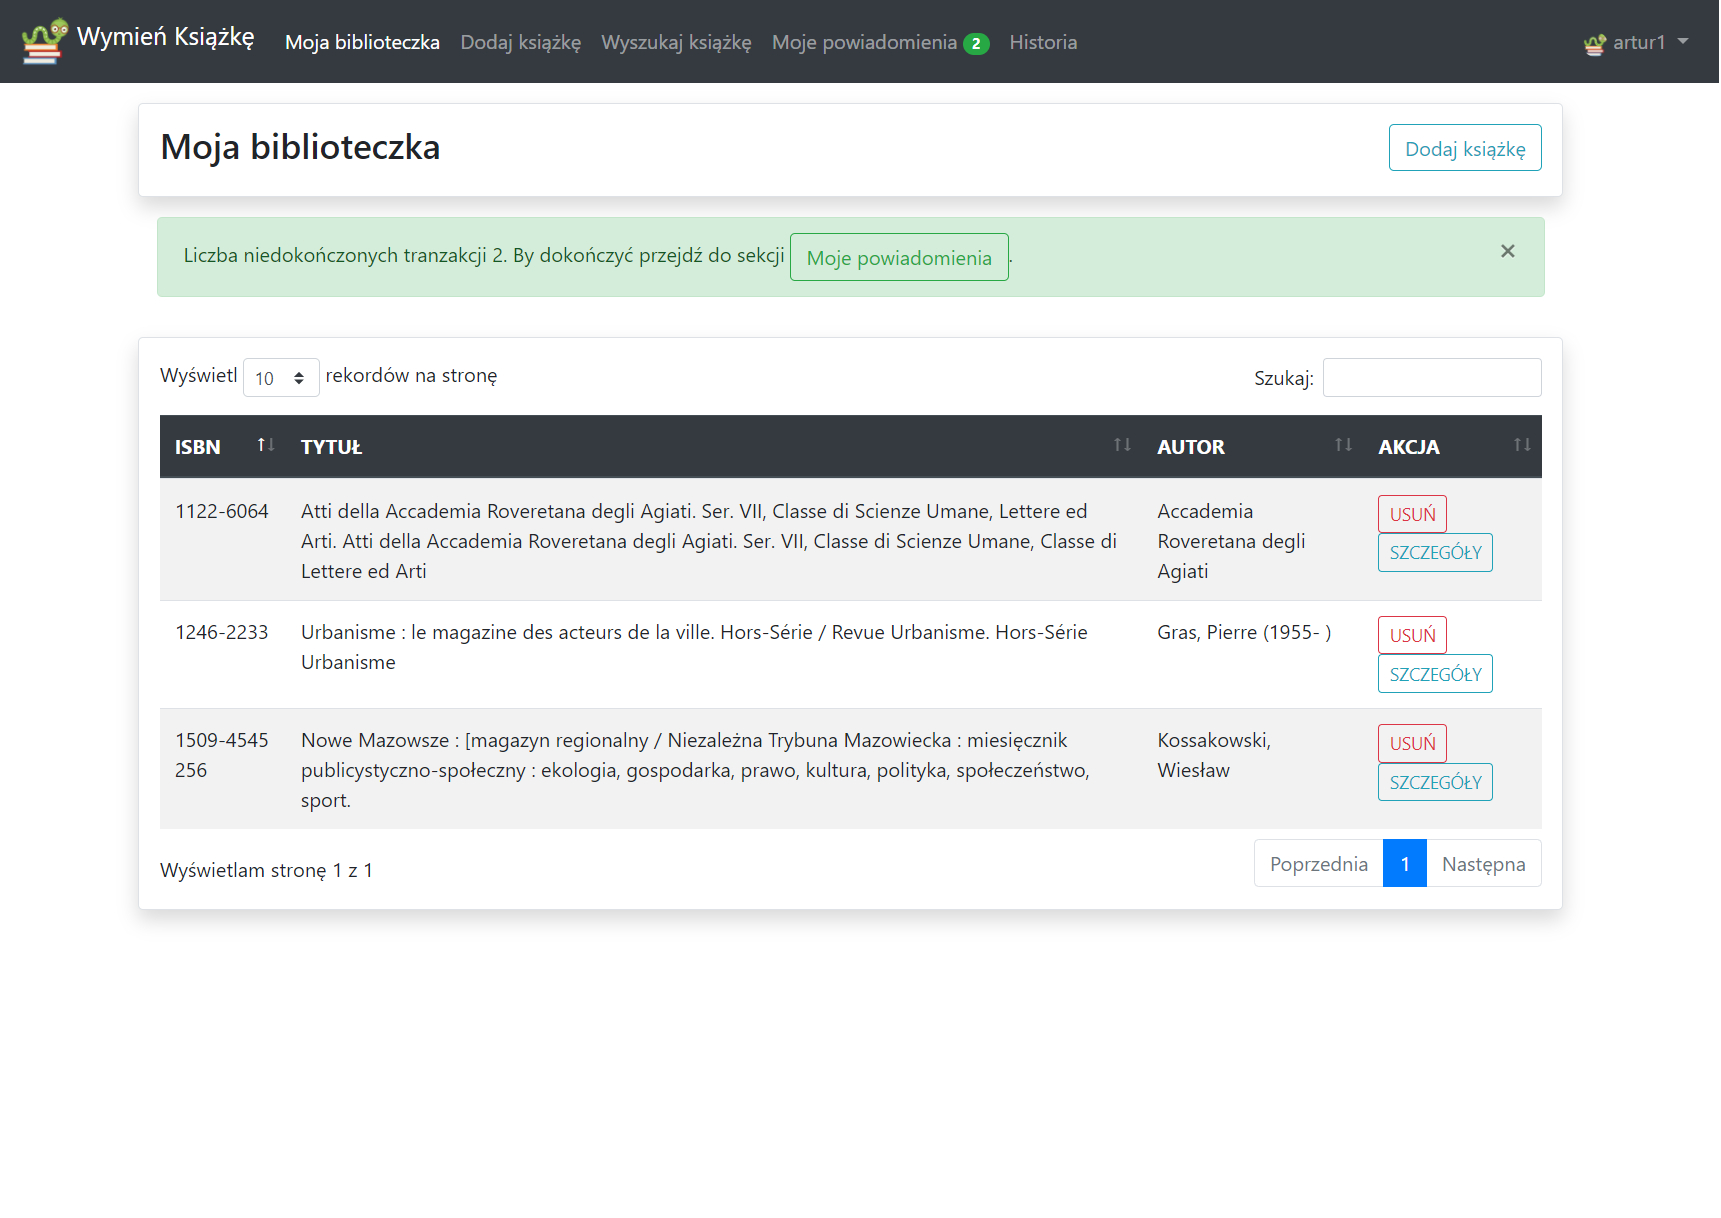 Wymień Książkę Moja biblioteczka Dodaj książkę Wyszukaj książkę Moje powiadomienia 2 Historia artur1
Moja biblioteczka Dodaj książkę
Liczba niedokończonych tranzakcji 2. By dokończyć przejdź do sekcji Moje powiadomienia . ×
Wyświetl 10 rekordów na stronę Szukaj:
ISBN TYTUŁ AUTOR AKCJA
1122-6064 Atti della Accademia Roveretana degli Agiati. Ser. VII, Classe di Scienze Umane, Lettere ed Accademia USUŃ
Arti. Atti della Accademia Roveretana degli Agiati. Ser. VII, Classe di Scienze Umane, Classe di Roveretana degli SZCZEGÓŁY
Lettere ed Arti Agiati
1246-2233 Urbanisme : le magazine des acteurs de la ville. Hors-Série / Revue Urbanisme. Hors-Série Gras, Pierre (1955- ) USUŃ
Urbanisme SZCZEGÓŁY
1509-4545 Nowe Mazowsze : [magazyn regionalny / Niezależna Trybuna Mazowiecka : miesięcznik Kossakowski, USUŃ
256 publicystyczno-społeczny : ekologia, gospodarka, prawo, kultura, polityka, społeczeństwo, Wiesław SZCZEGÓŁY
sport.
Wyświetlam stronę 1 z 1 Poprzednia 1 Następna